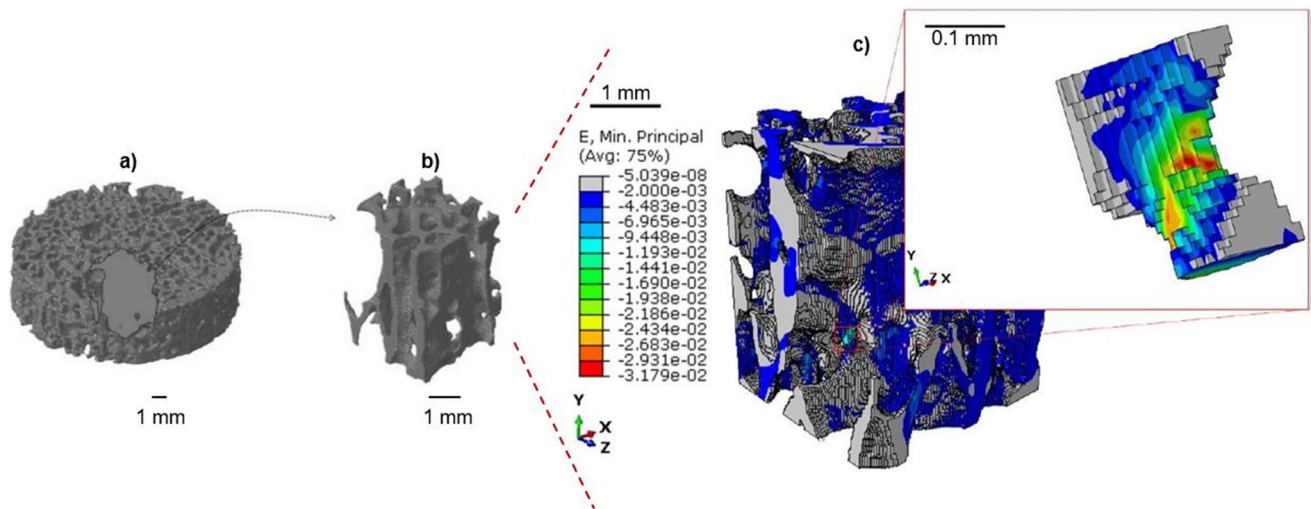 a)
1 mm
b)
1 mm
1 mm
E, Min. Principal
(Avg: 75%)
-5.039e-08
-2.000e-03
-4.483e-03
-6.965e-03
-9.448e-03
-1.193e-02
-1.441e-02
-1.690e-02
-1.938e-02
-2.186e-02
-2.434e-02
-2.683e-02
-2.931e-02
-3.179e-02
Y
X
Z
c)
0.1 mm
Y
Z X